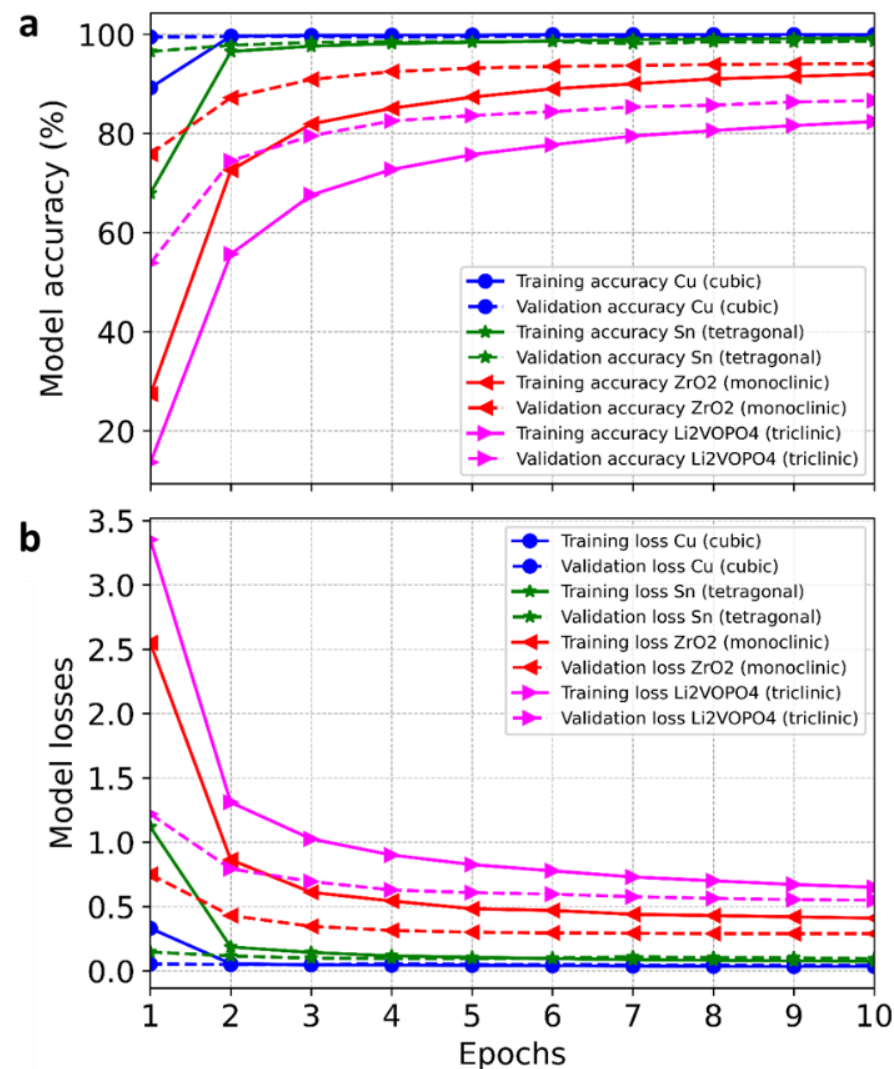 a
100
80
60
40
20
Model accuracy (%)
Training accuracy Cu (cubic)
Validation accuracy Cu (cubic)
Training accuracy Sn (tetragonal)
Validation accuracy Sn (tetragonal)
Training accuracy ZrO2 (monoclinic)
Validation accuracy ZrO2 (monoclinic)
Training accuracy Li2VOPO4 (triclinic)
Validation accuracy Li2VOPO4 (triclinic)
b
3.5
3.0
2.5
2.0
1.5
1.0
0.5
0.0
Model losses
Training loss Cu (cubic)
Validation loss Cu (cubic)
Training loss Sn (tetragonal)
Validation loss Sn (tetragonal)
Training loss ZrO2 (monoclinic)
Validation loss ZrO2 (monoclinic)
Training loss Li2VOPO4 (triclinic)
Validation loss Li2VOPO4 (triclinic)
1 2 3 4 5 6 7 8 9 10
Epochs